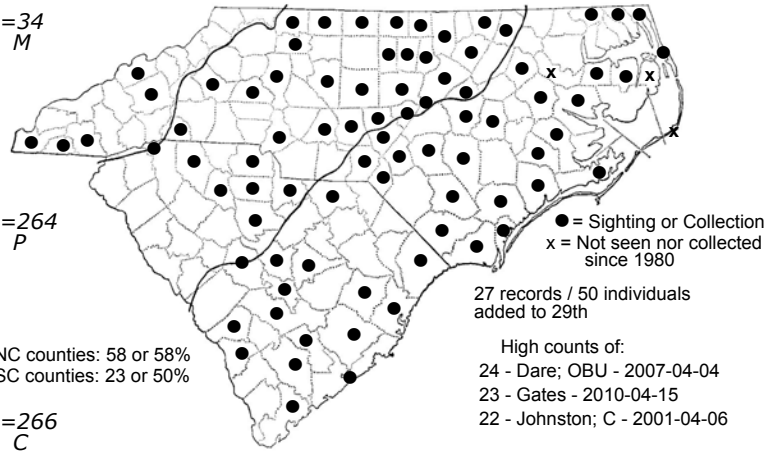 =34
M
=264
P
NC counties: 58 or 58%
SC counties: 23 or 50%
=266
C
x
x
x
● = Sighting or Collection
x = Not seen nor collected
since 1980
27 records / 50 individuals
added to 29th
High counts of:
24 - Dare; OBU - 2007-04-04
23 - Gates - 2010-04-15
22 - Johnston; C - 2001-04-06